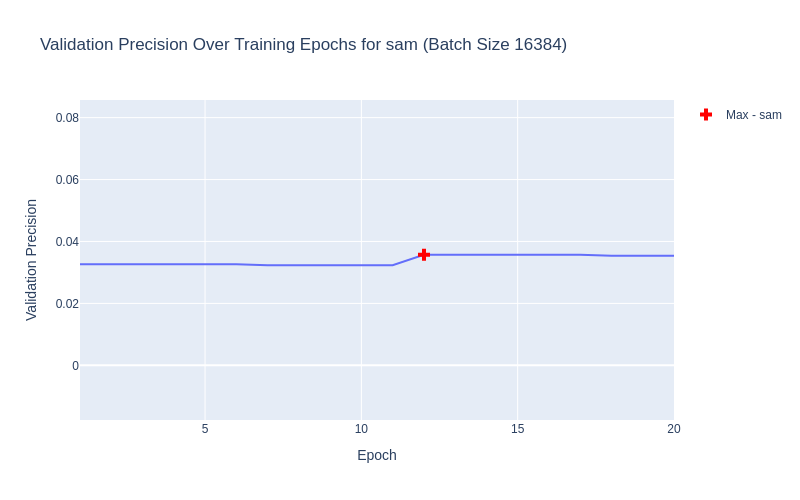 Validation Precision Over Training Epochs for sam (Batch Size 16384)
Max - sam
0.08
0.06
0.04
0.02
0
Validation Precision
5
10
15
20
Epoch